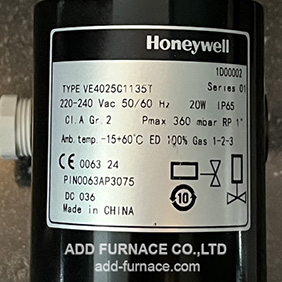 Honeywell
1D00002
TYPE VE4025C1135T Series 01
220-240 Vac 50/60 Hz 20W IP65
Cl.A Gr.2 Pmax 360 mbar RP 1"
Amb.temp.-15+60°C ED 100% Gas 1-2-3
CE 0063 24
PIN0063AP3075
DC 036
Made in CHINA
10
ADD FURNACE CO.,LTD
add-furnace.com